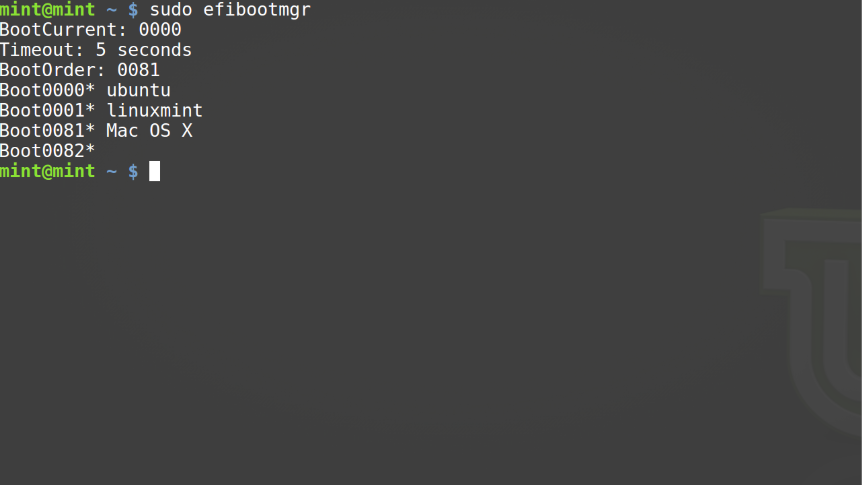 mint@mint ~ $ sudo efibootmgr
BootCurrent: 0000
Timeout: 5 seconds
BootOrder: 0081
Boot0000* ubuntu
Boot0001* linuxmint
Boot0081* Mac OS X
Boot0082*
mint@mint ~ $